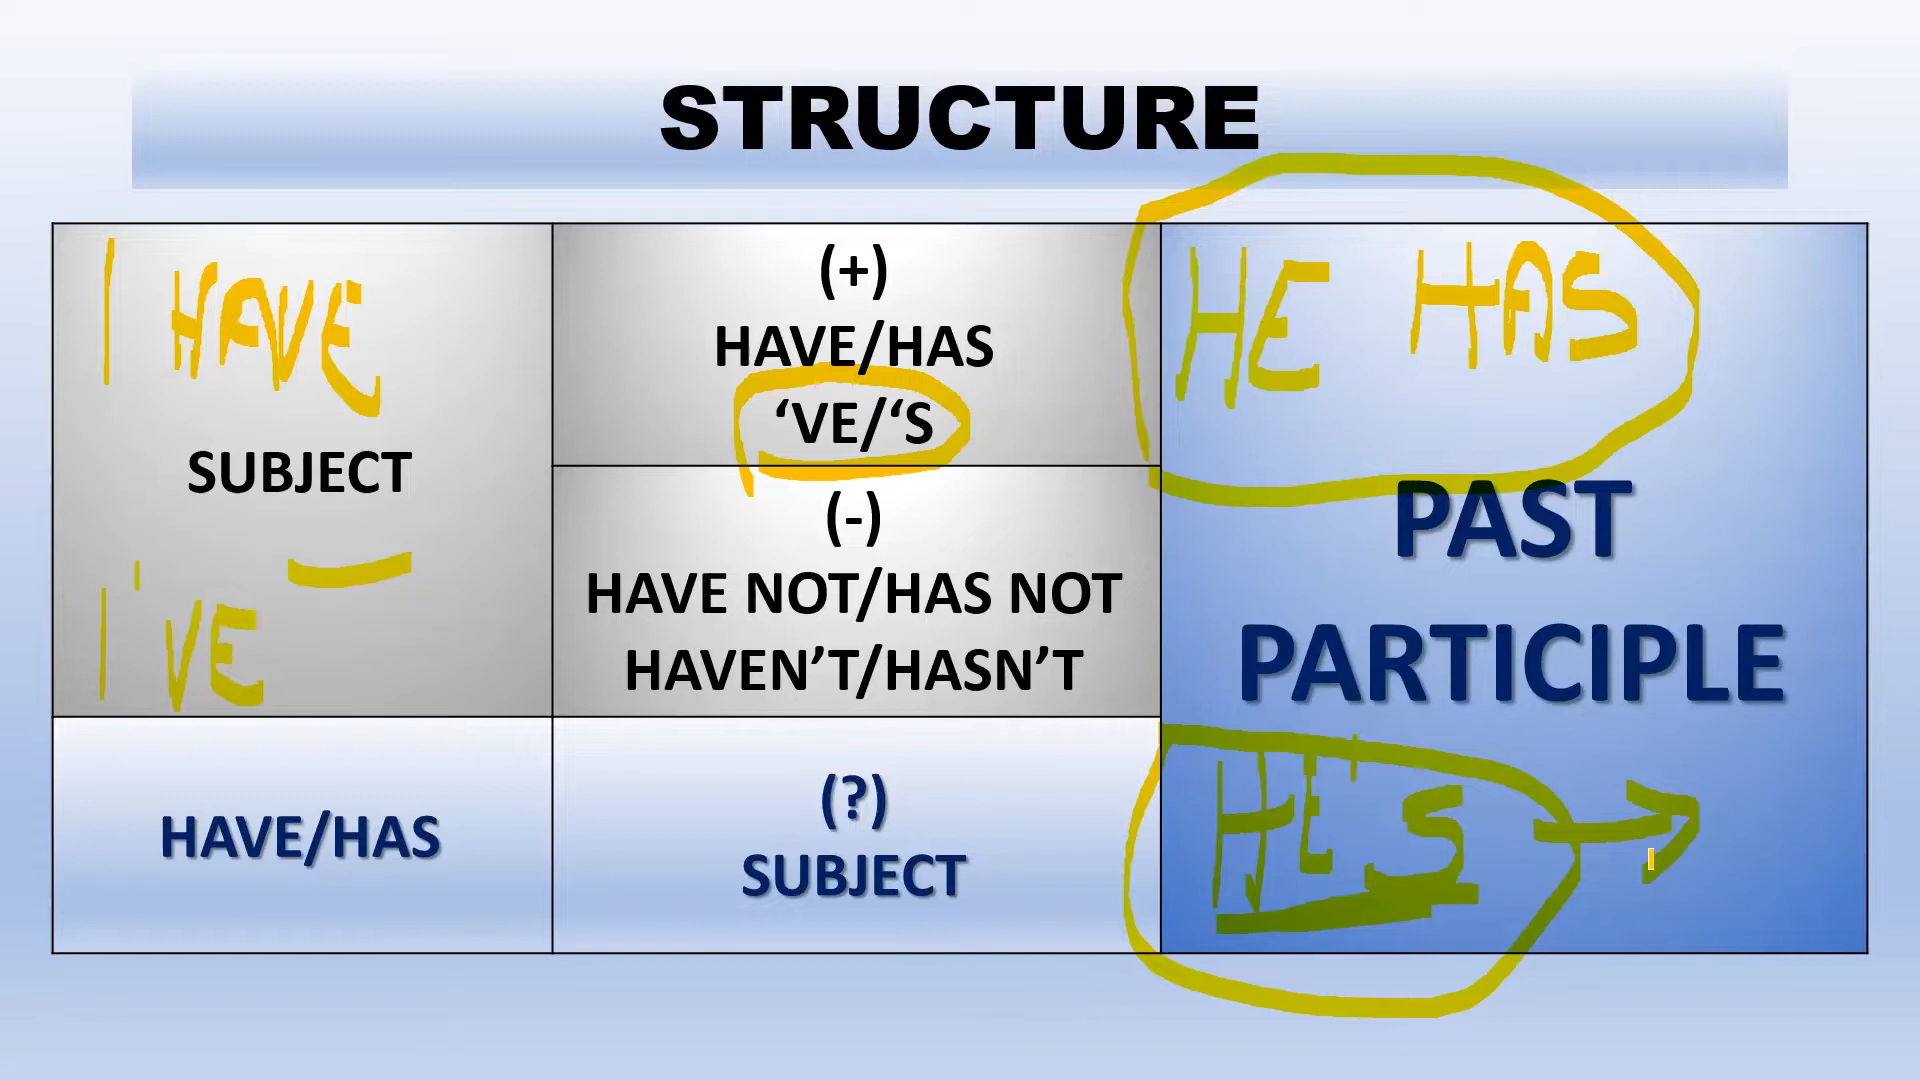 STRUCTURE
I HAVE
SUBJECT
I'VE
(+)
HAVE/HAS
‘VE/‘S
(-)
HAVE NOT/HAS NOT
HAVEN’T/HASN’T
HE HAS
PAST
PARTICIPLE
HE'S
HAVE/HAS
(?)
SUBJECT